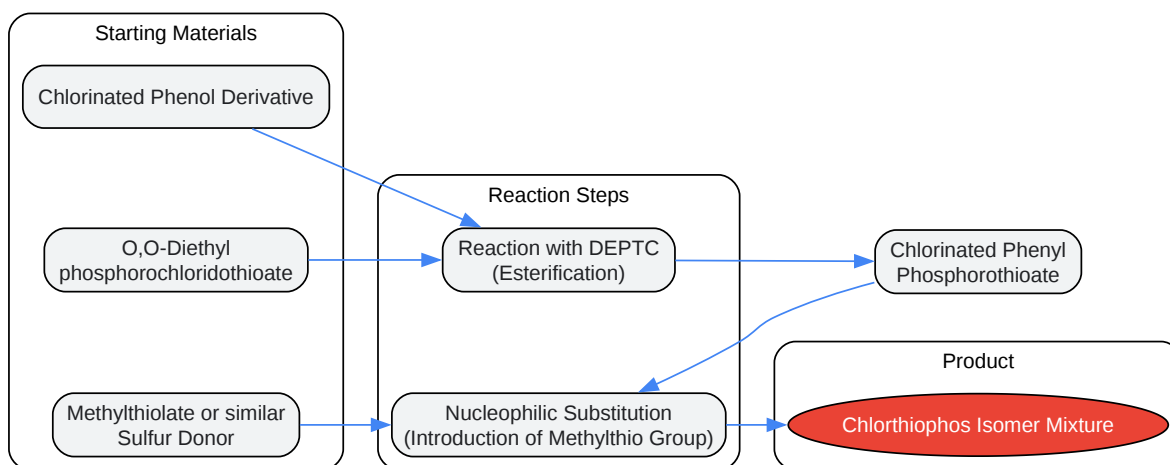 Starting Materials
Chlorinated Phenol Derivative
O,O-Diethyl
phosphorochloridothioate
Methylthiolate or similar
Sulfur Donor
Reaction Steps
Reaction with DEPTC
(Esterification)
Nucleophilic Substitution
(Introduction of Methylthio Group)
Chlorinated Phenyl
Phosphorothioate
Product
Chlorthiophos Isomer Mixture